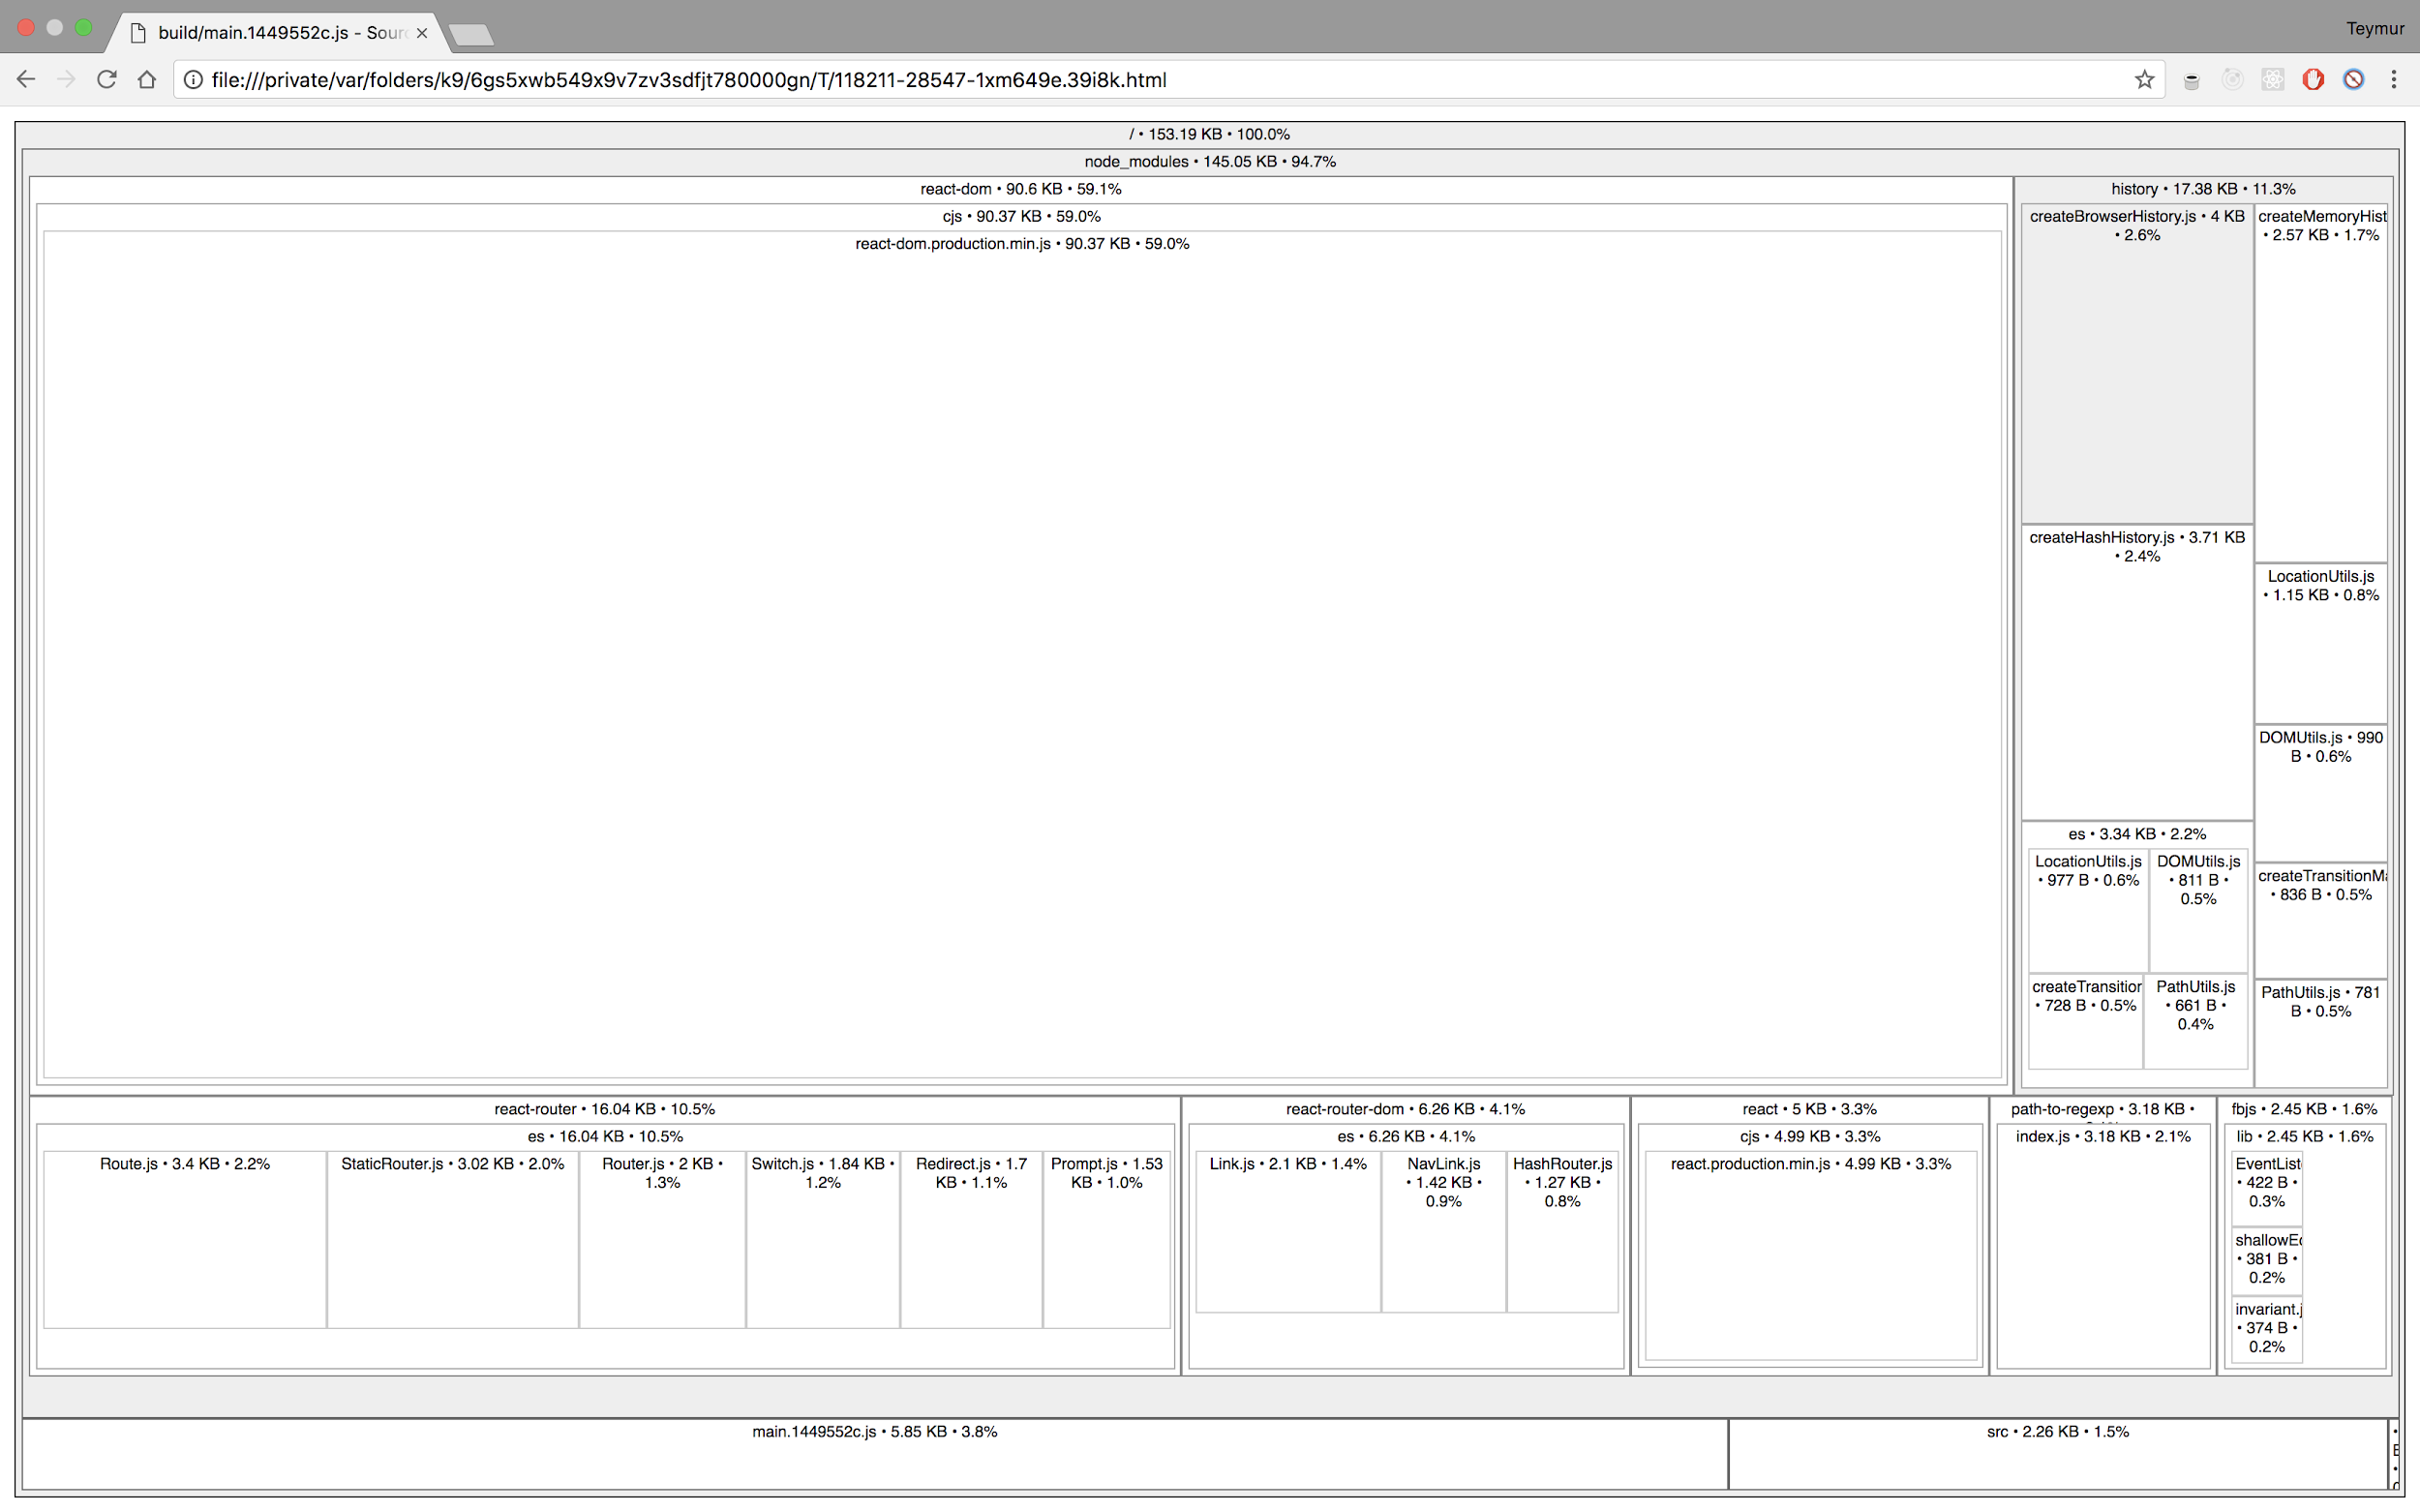 Teymur
build/main.1449552c.js - Sour
file:///private/var/folders/k9/6gs5xwb549x9v7zv3sdfjt780000gn/T/118211-28547-1xm649e.39i8k.html
/ • 153.19 KB • 100.0%
node_modules • 145.05 KB • 94.7%
react-dom • 90.6 KB • 59.1%
cjs • 90.37 KB • 59.0%
react-dom.production.min.js • 90.37 KB • 59.0%
history • 17.38 KB • 11.3%
createBrowserHistory.js • 4 KB
• 2.6%
createMemoryHist
• 2.57 KB • 1.7%
createHashHistory.js • 3.71 KB
• 2.4%
LocationUtils.js
• 1.15 KB • 0.8%
DOMUtils.js • 990
B • 0.6%
es • 3.34 KB • 2.2%
LocationUtils.js
• 977 B • 0.6%
DOMUtils.js
• 811 B •
0.5%
createTransitionMa
• 836 B • 0.5%
createTransition
• 728 B • 0.5%
PathUtils.js
• 661 B •
0.4%
PathUtils.js • 781
B • 0.5%
react-router • 16.04 KB • 10.5%
es • 16.04 KB • 10.5%
Route.js • 3.4 KB • 2.2%
StaticRouter.js • 3.02 KB • 2.0%
Router.js • 2 KB •
1.3%
Switch.js • 1.84 KB •
1.2%
Redirect.js • 1.7
KB • 1.1%
Prompt.js • 1.53
KB • 1.0%
react-router-dom • 6.26 KB • 4.1%
es • 6.26 KB • 4.1%
Link.js • 2.1 KB • 1.4%
NavLink.js
• 1.42 KB •
0.9%
HashRouter.js
• 1.27 KB •
0.8%
react • 5 KB • 3.3%
cjs • 4.99 KB • 3.3%
react.production.min.js • 4.99 KB • 3.3%
path-to-regexp • 3.18 KB •
index.js • 3.18 KB • 2.1%
fbjs • 2.45 KB • 1.6%
lib • 2.45 KB • 1.6%
EventList
• 422 B •
0.3%
shallowEq
• 381 B •
0.2%
invariant.j
• 374 B •
0.2%
main.1449552c.js • 5.85 KB • 3.8%
src • 2.26 KB • 1.5%